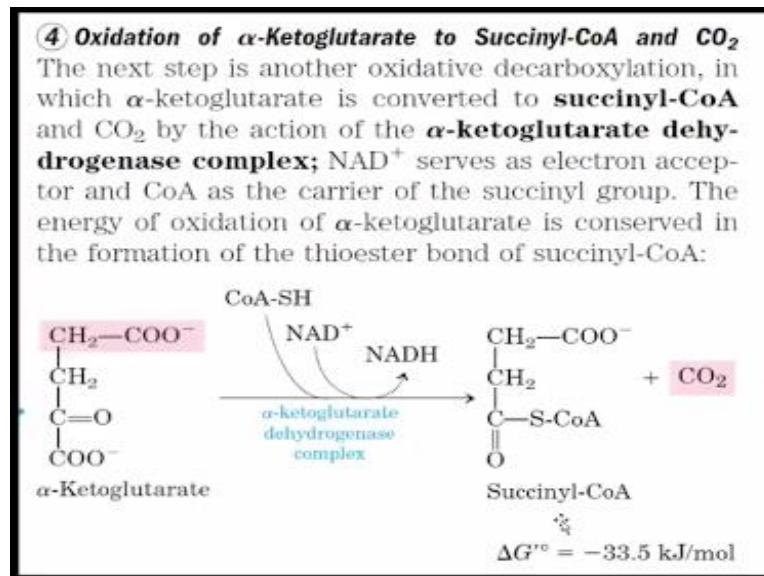 ④ Oxidation of α-Ketoglutarate to Succinyl-CoA and CO₂
The next step is another oxidative decarboxylation, in
which α-ketoglutarate is converted to succinyl-CoA
and CO₂ by the action of the α-ketoglutarate dehy-
drogenase complex; NAD⁺ serves as electron accep-
tor and CoA as the carrier of the succinyl group. The
energy of oxidation of α-ketoglutarate is conserved in
the formation of the thioester bond of succinyl-CoA:
CH₂—COO⁻
CH₂
C=O
COO⁻
α-Ketoglutarate
CoA-SH
NAD⁺
NADH
α-ketoglutarate
dehydrogenase
complex
CH₂—COO⁻
CH₂
C—S-CoA
O
Succinyl-CoA
+ CO₂
ΔG′° = −33.5 kJ/mol